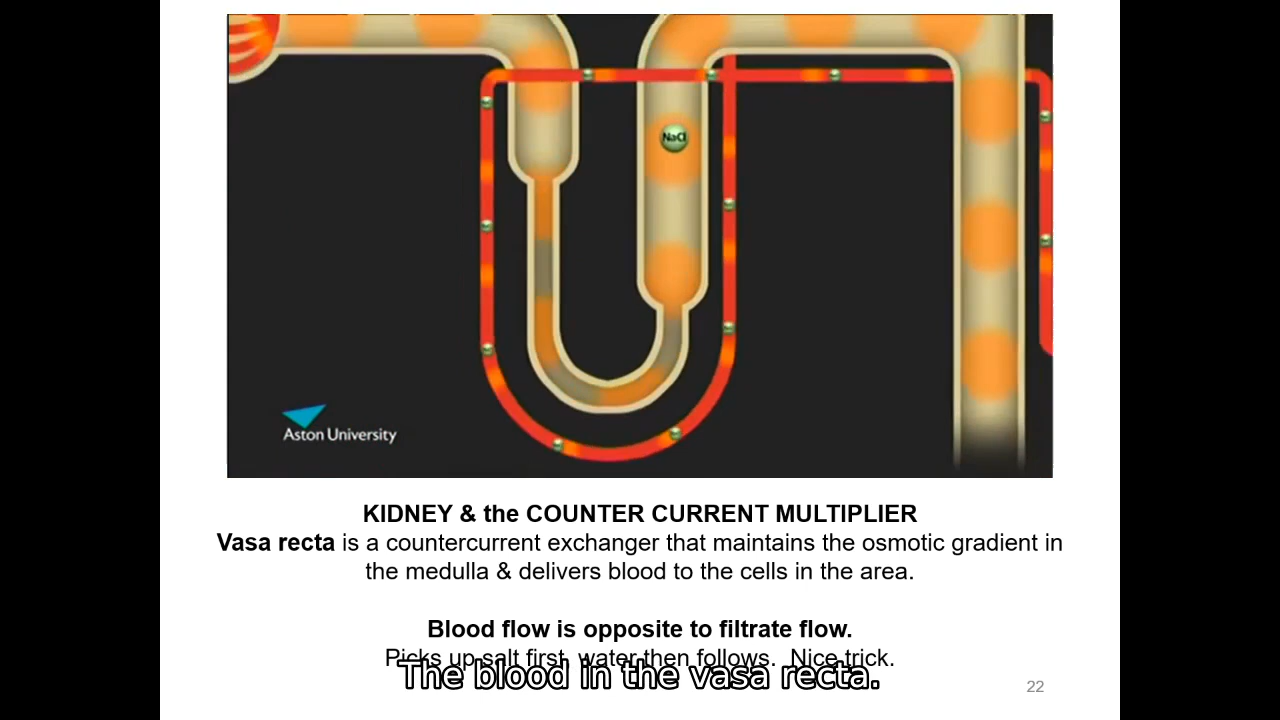 NaCl
Aston University
KIDNEY & the COUNTER CURRENT MULTIPLIER
Vasa recta is a countercurrent exchanger that maintains the osmotic gradient in
the medulla & delivers blood to the cells in the area.
Blood flow is opposite to filtrate flow.
Picks up salt first, water then follows. Nice trick.
The blood in the vasa recta.
22